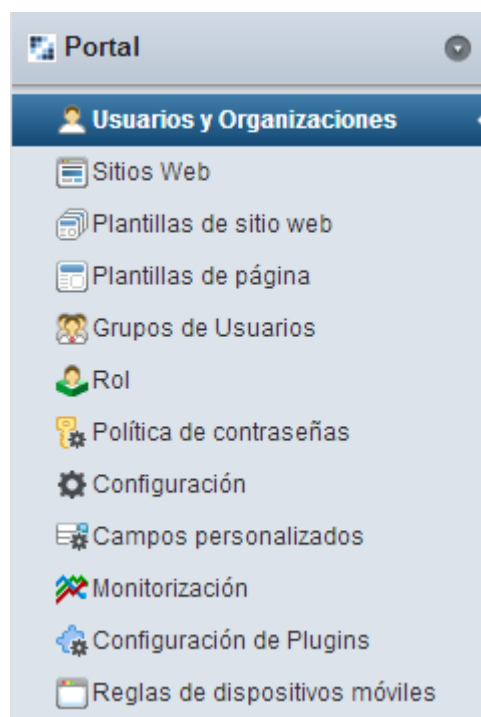 Portal
Usuarios y Organizaciones
Sitios Web
Plantillas de sitio web
Plantillas de página
Grupos de Usuarios
Rol
Política de contraseñas
Configuración
Campos personalizados
Monitorización
Configuración de Plugins
Reglas de dispositivos móviles